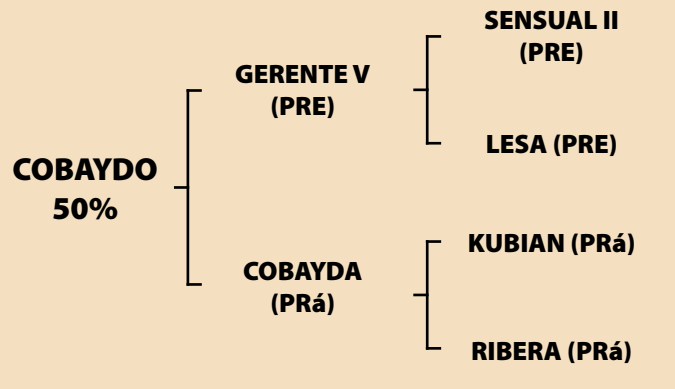 SENSUAL II
(PRE)
GERENTE V
(PRE)
LESA (PRE)
COBAYDO
50%
KUBIAN (PRá)
COBAYDA
(PRá)
RIBERA (PRá)